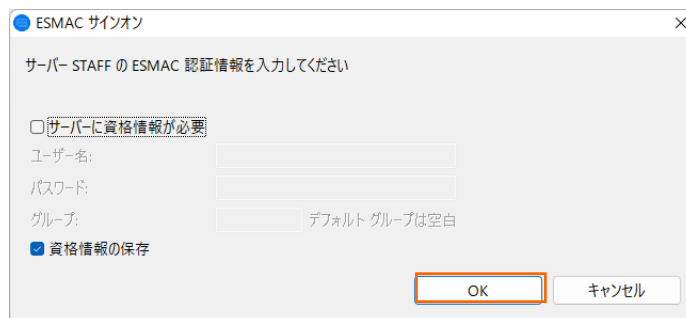 ESMAC サインオン
サーバー STAFF の ESMAC 認証情報を入力してください
サーバーに資格情報が必要
ユーザー名:
パスワード:
グループ: デフォルト グループは空白
資格情報の保存
OK キャンセル